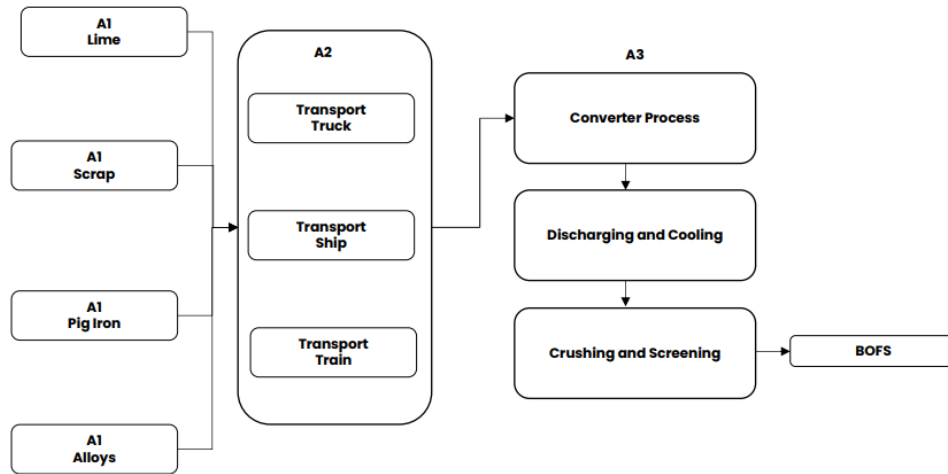 A1
Lime
A1
Scrap
A1
Pig Iron
A1
Alloys
A2
Transport
Truck
Transport
Ship
Transport
Train
A3
Converter Process
Discharging and Cooling
Crushing and Screening
BOFS